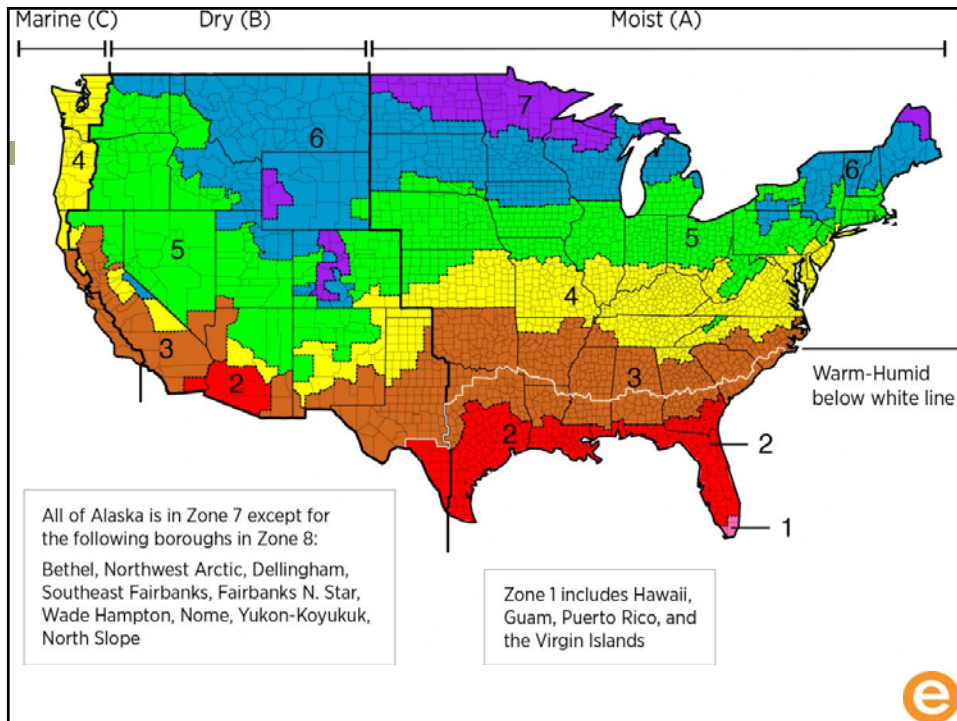 Marine (C)
Dry (B)
Moist (A)
7
6
6
4
5
5
4
3
3
2
2
Warm-Humid
below white line
2
1
All of Alaska is in Zone 7 except for
the following boroughs in Zone 8:
Bethel, Northwest Arctic, Dellingham,
Southeast Fairbanks, Fairbanks N. Star,
Wade Hampton, Nome, Yukon-Koyukuk,
North Slope
Zone 1 includes Hawaii,
Guam, Puerto Rico, and
the Virgin Islands
e